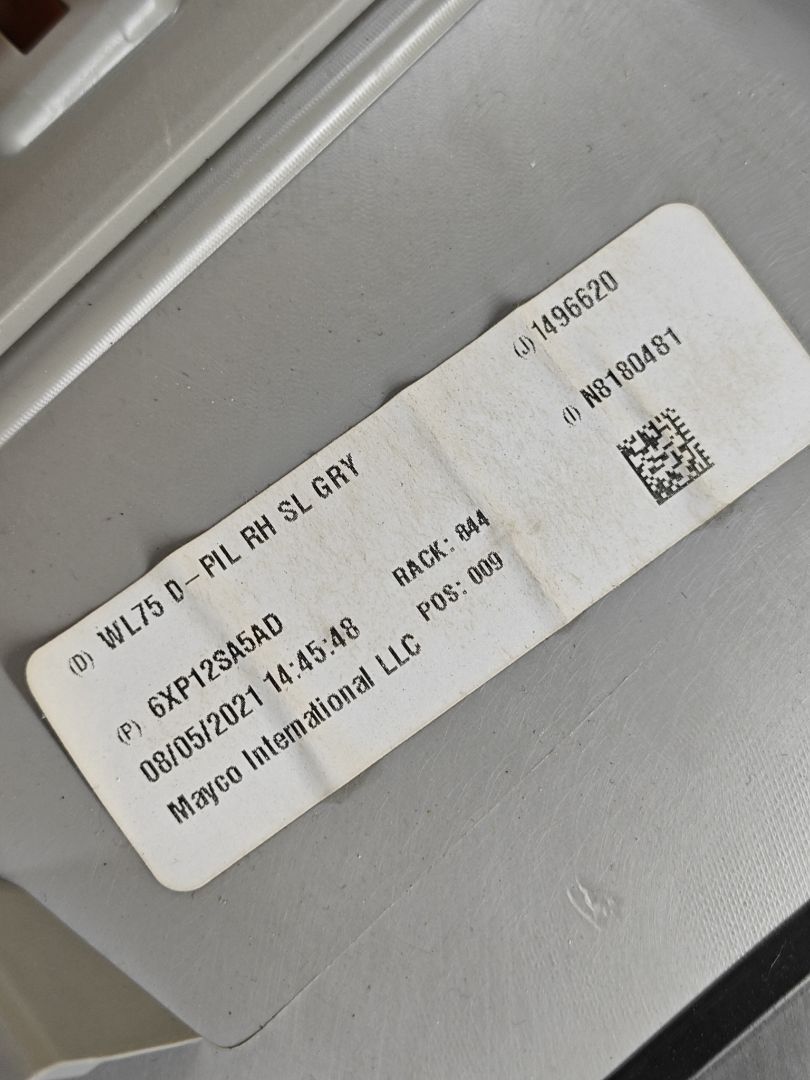 (D) WL75 D-PIL RH SL GRY
(J) 1496620
(P) 6XP12SA5AD
RACK: 844
(I) N8180481
08/05/2021 14:45:48
POS: 009
Mayco International LLC